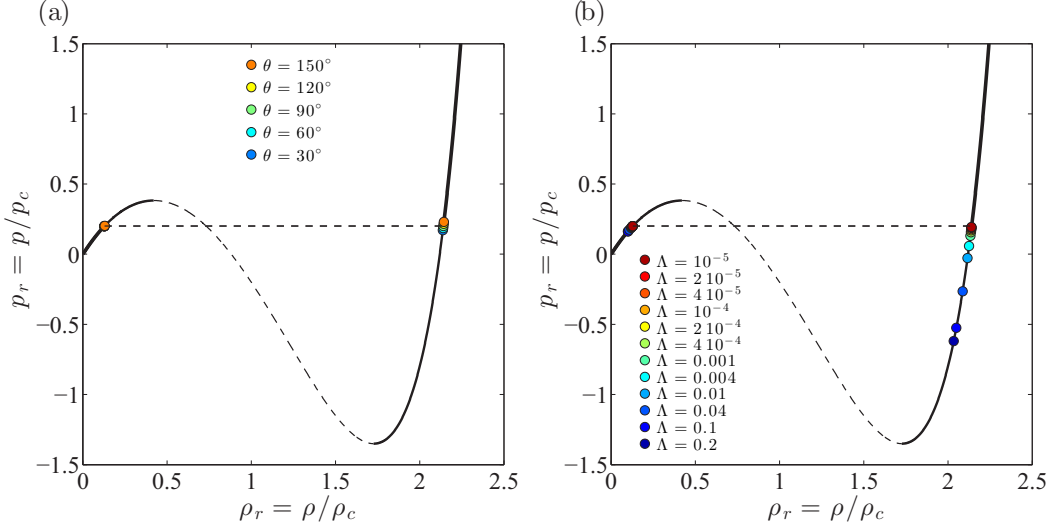 (a)
1.5
1
0.5
0
−0.5
−1
−1.5
p_r = p/p_c
θ = 150°
θ = 120°
θ = 90°
θ = 60°
θ = 30°
0
0.5
1
1.5
2
2.5
ρ_r = ρ/ρ_c
(b)
1.5
1
0.5
0
−0.5
−1
−1.5
p_r = p/p_c
Λ = 10⁻⁵
Λ = 2 10⁻⁵
Λ = 4 10⁻⁵
Λ = 10⁻⁴
Λ = 2 10⁻⁴
Λ = 4 10⁻⁴
Λ = 0.001
Λ = 0.004
Λ = 0.01
Λ = 0.04
Λ = 0.1
Λ = 0.2
0
0.5
1
1.5
2
2.5
ρ_r = ρ/ρ_c